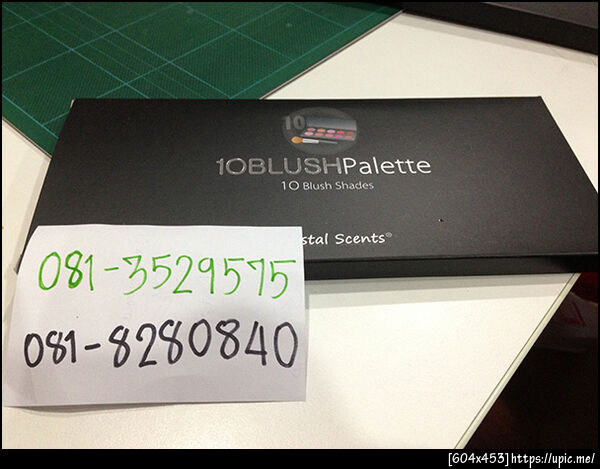 10
10BLUSHPalette
10 Blush Shades
stal Scents®
081-3529575
081-8280840
[604x453]https://upic.me/